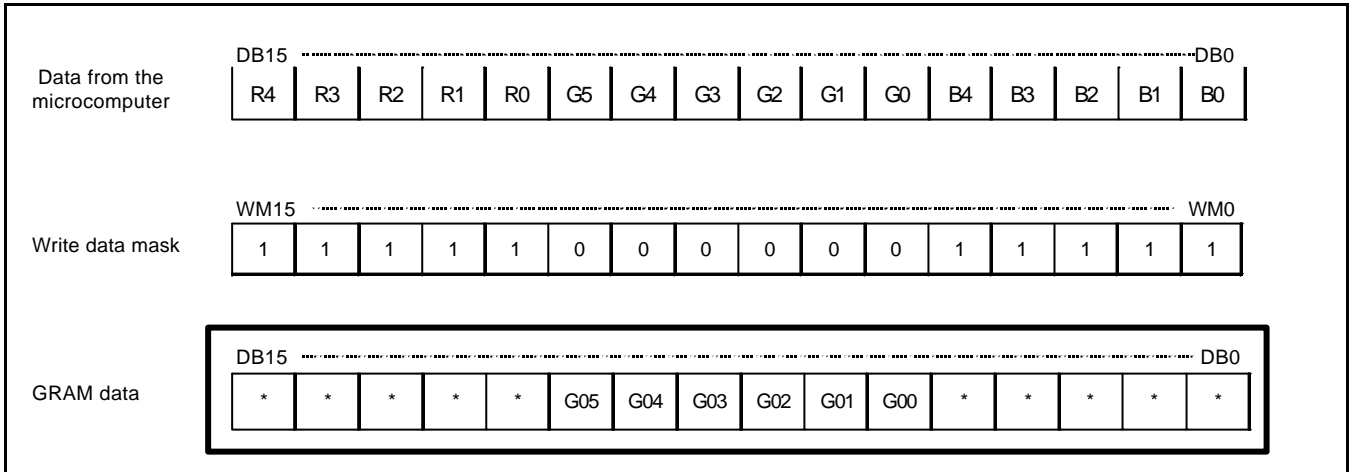 DB15 DB0
Data from the
microcomputer
R4 R3 R2 R1 R0 G5 G4 G3 G2 G1 G0 B4 B3 B2 B1 B0
WM15 WM0
Write data mask 1 1 1 1 1 0 0 0 0 0 0 1 1 1 1 1
DB15 DB0
GRAM data * * * * * G05 G04 G03 G02 G01 G00 * * * * *